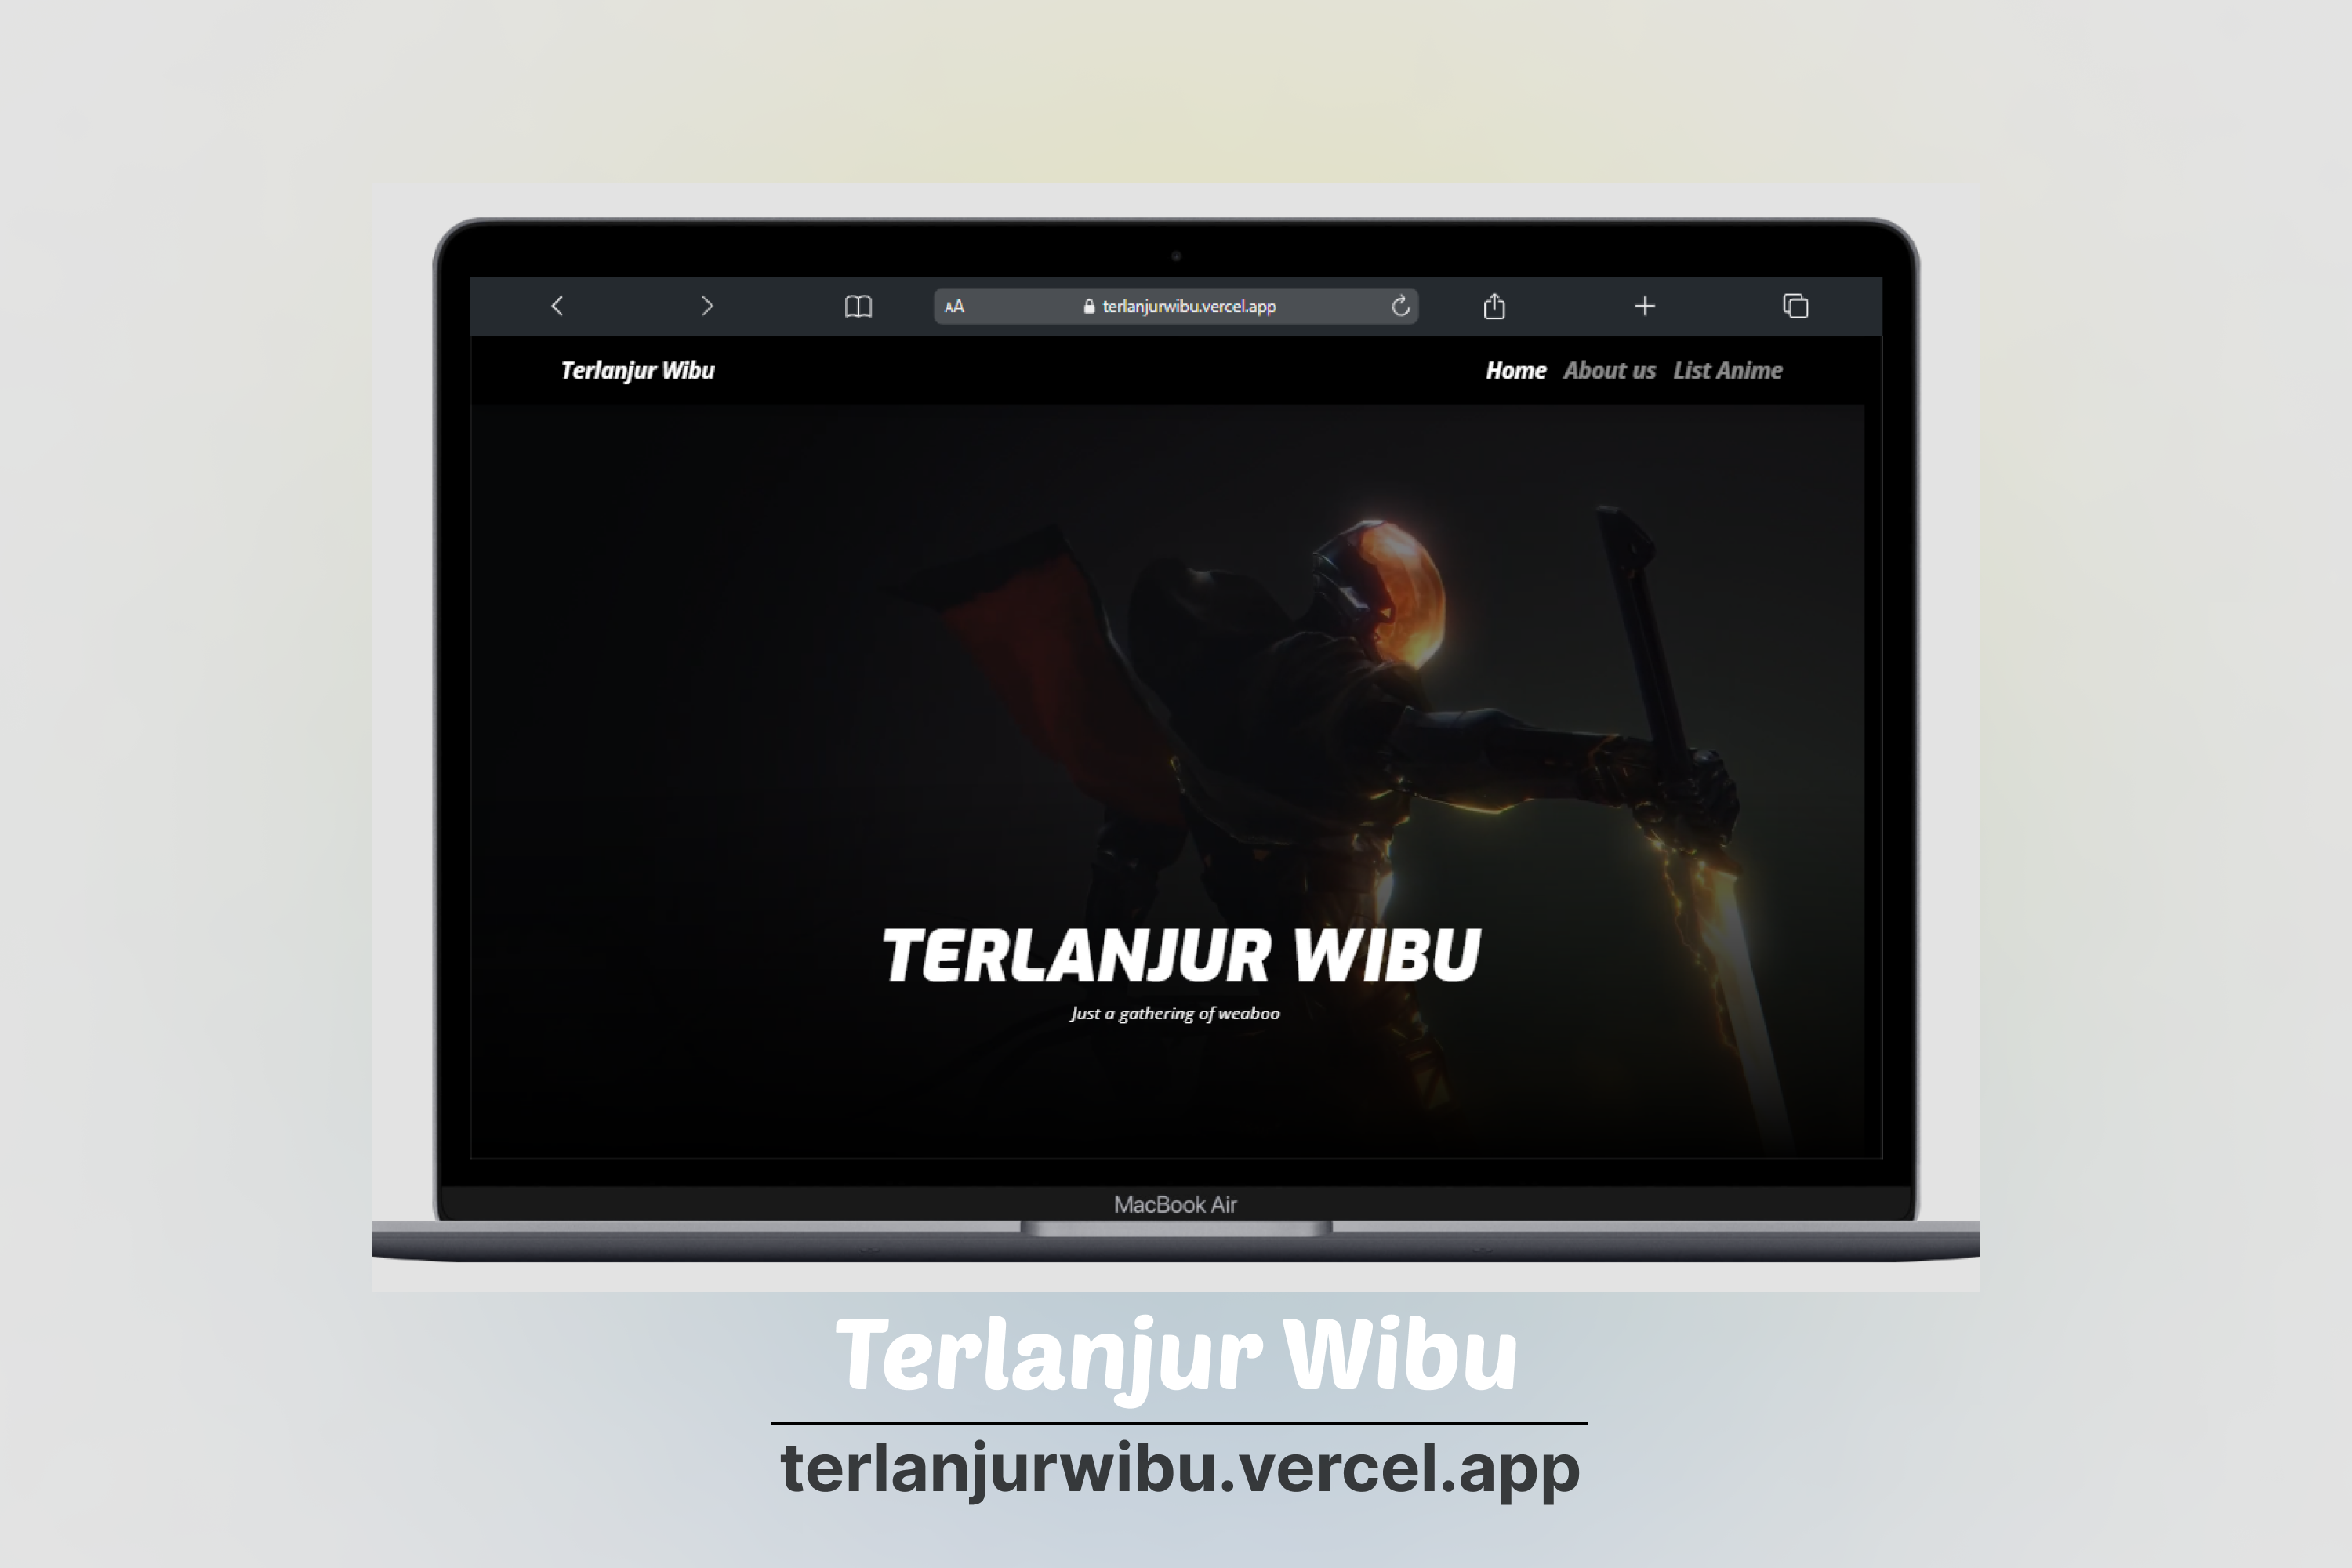 AA terlanjurwibu.vercel.app
Terlanjur Wibu Home About us List Anime
TERLANJUR WIBU
Just a gathering of weaboo
MacBook Air
Terlanjur Wibu
terlanjurwibu.vercel.app